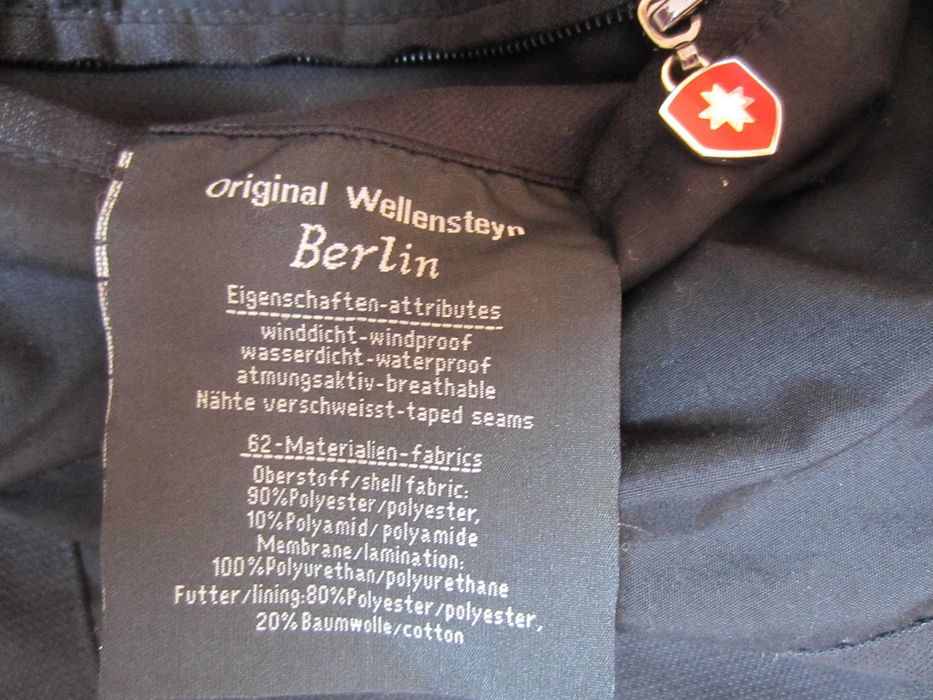 Original Wellensteyn
Berlin
Eigenschaften-attributes
winddicht-windproof
wasserdicht-waterproof
atmungsaktiv-breathable
Nähte verschweisst-taped seams
62-Materialien-fabrics
Oberstoff/shell fabric:
90%Polyester/polyester,
10%Polyamid/polyamide
Membrane/lamination:
100%Polyurethan/polyurethane
Futter/lining:80%Polyester/polyester,
20%Baumwolle/cotton